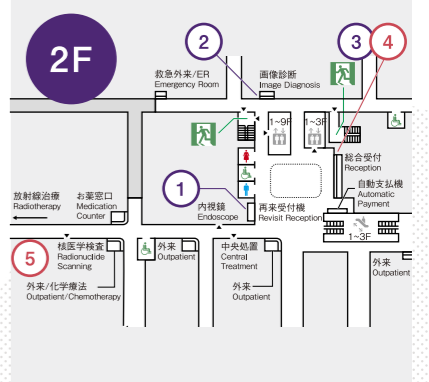 2F
2
3
4
救急外来/ER
Emergency Room
画像診断
Image Diagnosis
1~9F
1~3F
総合受付
Reception
自動支払機
Automatic
Payment
1
内視鏡
Endoscope
再来受付機
Revisit Reception
放射線治療
Radiotherapy
お薬窓口
Medication
Counter
1~3F
5
核医学検査
Radionuclide
Scanning
外来
Outpatient
中央処置
Central
Treatment
外来
Outpatient
外来/化学療法
Outpatient/Chemotherapy
外来
Outpatient